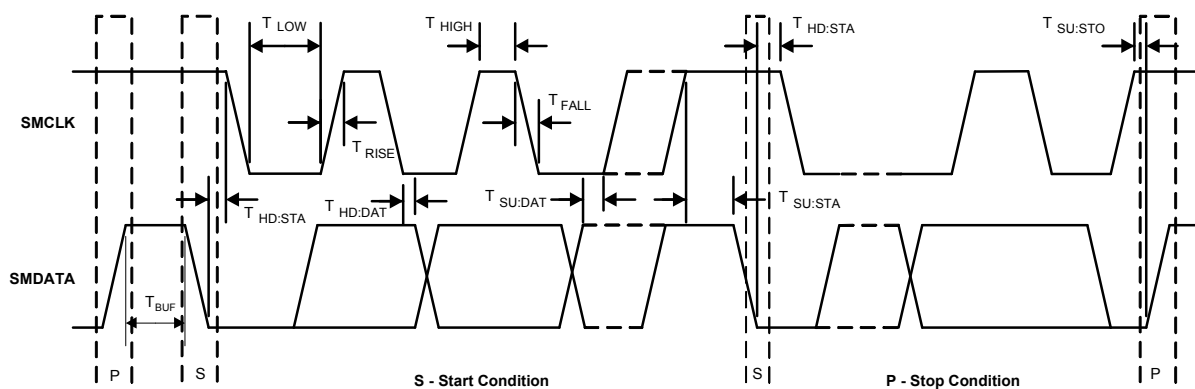 T LOW
T HIGH
T HD:STA
T SU:STO
SMCLK
T FALL
T RISE
T HD:STA
T HD:DAT
T SU:DAT
T SU:STA
SMDATA
T BUF
P
S
S - Start Condition
S
P - Stop Condition
P